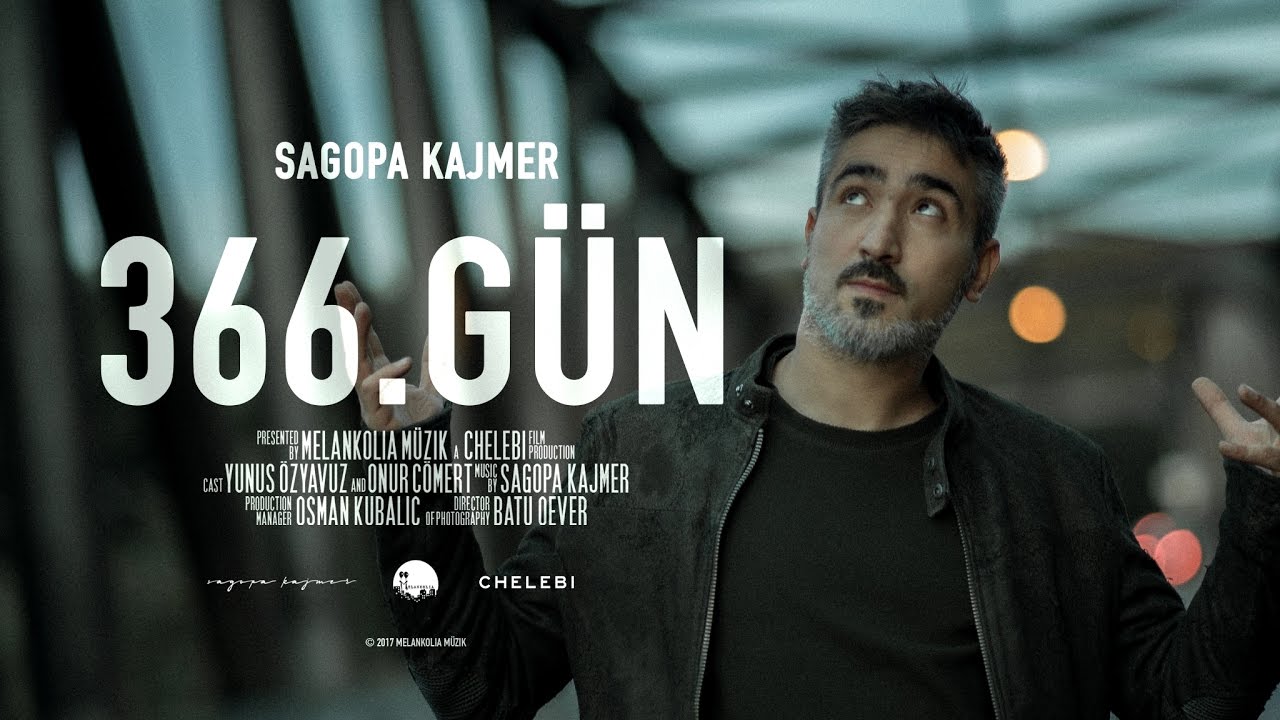 SAGOPA KAJMER
366.GÜN
PRESENTED BY MELANKOLIA MÜZIK A CHELEBI FILM PRODUCTION
CAST YUNUS ÖZYAVUZ AND ONUR CÖMERT MUSIC BY SAGOPA KAJMER
PRODUCTION MANAGER OSMAN KUBALIC DIRECTOR OF PHOTOGRAPHY BATU OEVER
sagopa kajmer
MELANKOLIA
CHELEBI
© 2017 MELANKOLIA MÜZIK